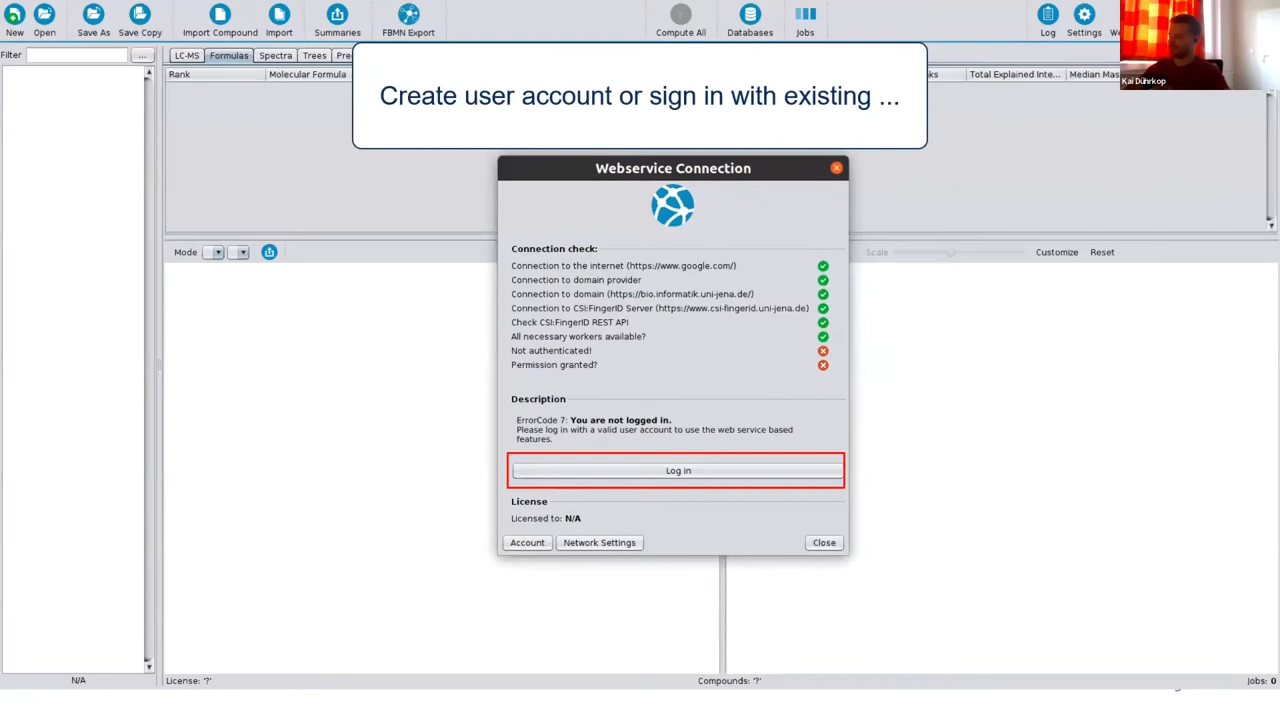 New Open Save As Save Copy Import Compound Import Summaries FBMN Export Compute All Databases Jobs Log Settings
Kai Dührkop
Filter ... LC-MS Formulas Spectra Trees
Rank Molecular Formula Total Explained Inte... Median Mas
Create user account or sign in with existing ...
Webservice Connection
Mode Scale Customize Reset
Connection check:
Connection to the internet (https://www.google.com/)
Connection to domain provider
Connection to domain (https://bio.informatik.uni-jena.de/)
Connection to CSI:FingerID Server (https://www.csi-fingerid.uni-jena.de)
Check CSI:FingerID REST API
All necessary workers available?
Not authenticated!
Permission granted?
Description
ErrorCode 7: You are not logged in.
Please log in with a valid user account to use the web service based
features.
Log in
License
Licensed to: N/A
Account Network Settings Close
N/A License: '?' Compounds: '?' Jobs: 0